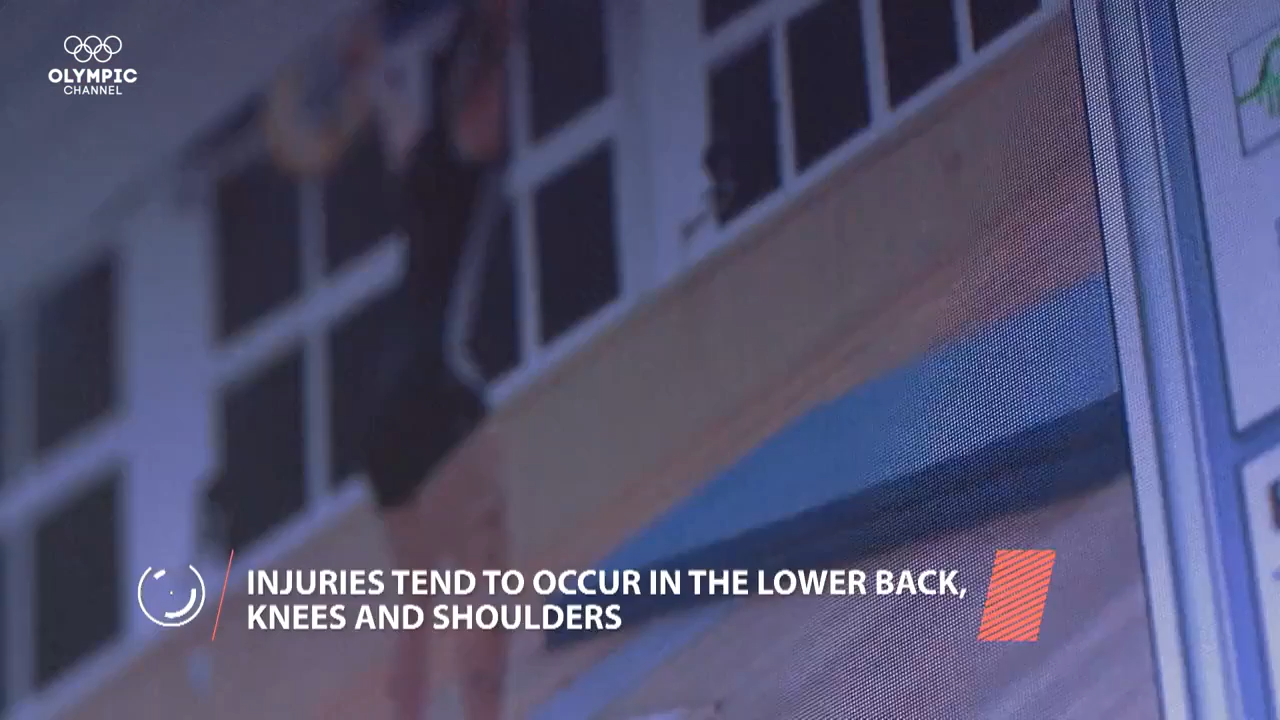 OLYMPIC
CHANNEL
INJURIES TEND TO OCCUR IN THE LOWER BACK,
KNEES AND SHOULDERS